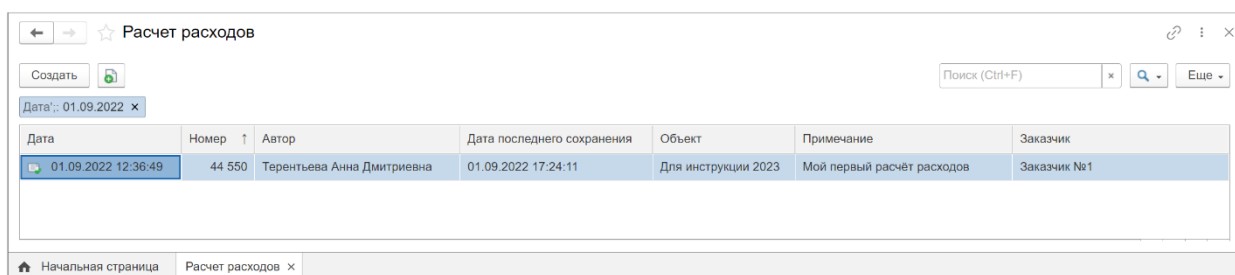 Расчет расходов
Создать Поиск (Ctrl+F) × Еще
Дата';: 01.09.2022 ×
Дата Номер ↑ Автор Дата последнего сохранения Объект Примечание Заказчик
01.09.2022 12:36:49 44 550 Терентьева Анна Дмитриевна 01.09.2022 17:24:11 Для инструкции 2023 Мой первый расчёт расходов Заказчик №1
Начальная страница Расчет расходов ×